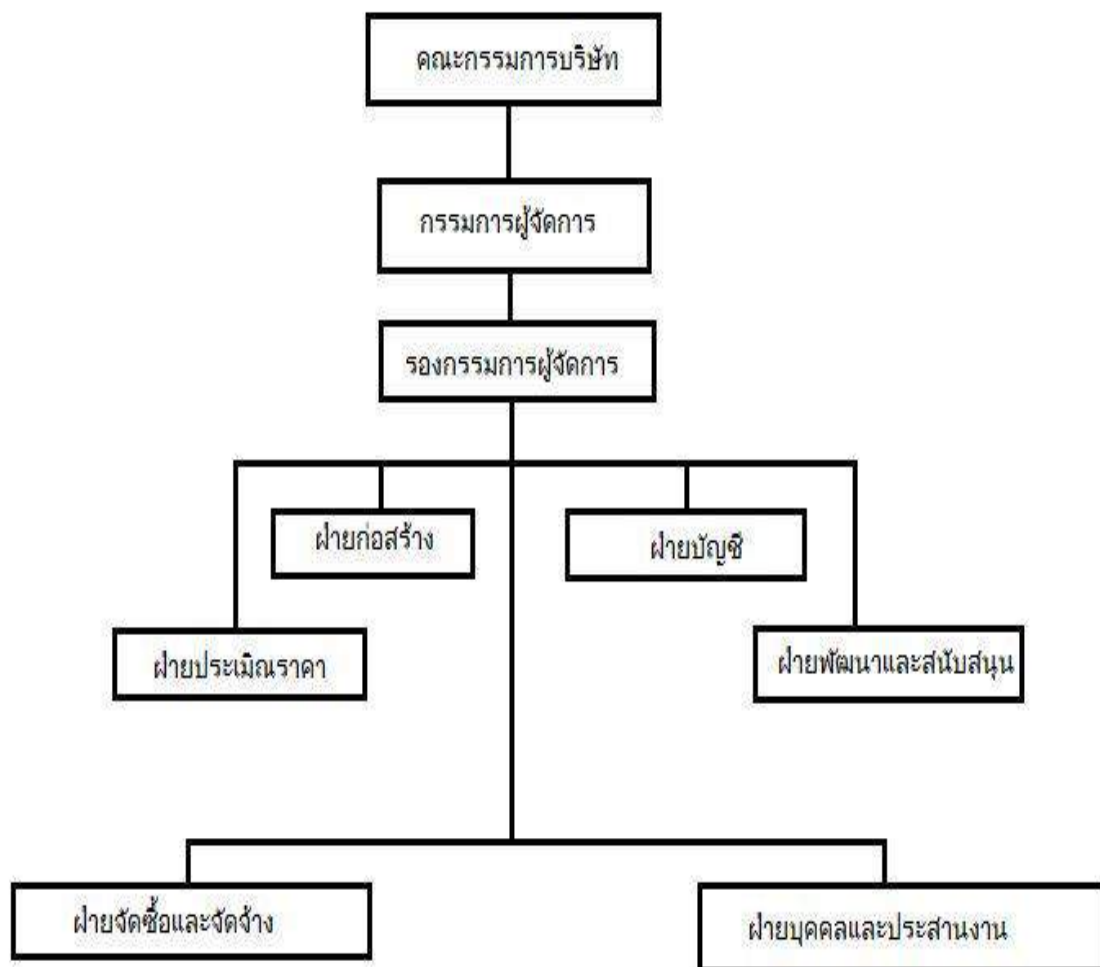 คณะกรรมการบริษัท
กรรมการผู้จัดการ
รองกรรมการผู้จัดการ
ฝ่ายก่อสร้าง
ฝ่ายบัญชี
ฝ่ายประเมิณราคา
ฝ่ายพัฒนาและสนับสนุน
ฝ่ายจัดซื้อและจัดจ้าง
ฝ่ายบุคคลและประสานงาน